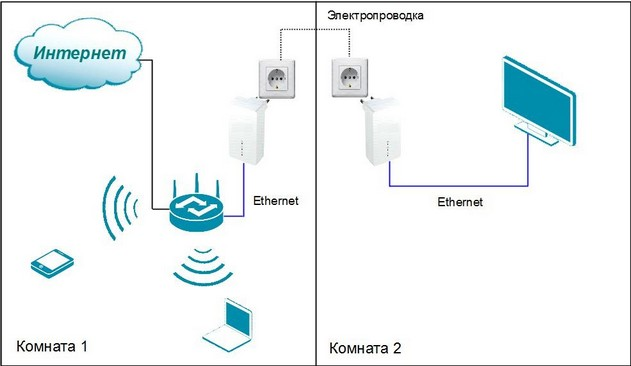 Электропроводка
Интернет
Ethernet
Ethernet
Комната 1
Комната 2